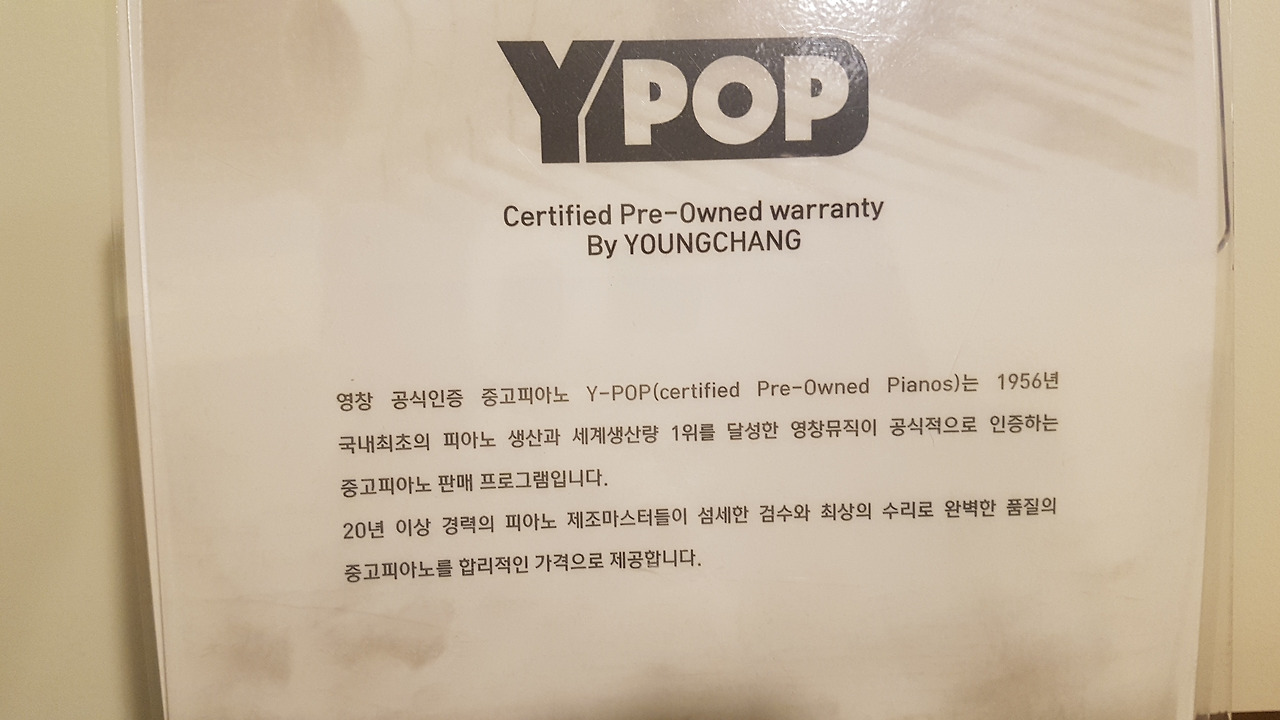 YPOP
Certified Pre-Owned warranty
By YOUNGCHANG
영창 공식인증 중고피아노 Y-POP(certified Pre-Owned Pianos)는 1956년
국내최초의 피아노 생산과 세계생산량 1위를 달성한 영창뮤직이 공식적으로 인증하는
중고피아노 판매 프로그램입니다.
20년 이상 경력의 피아노 제조마스터들이 섬세한 검수와 최상의 수리로 완벽한 품질의
중고피아노를 합리적인 가격으로 제공합니다.